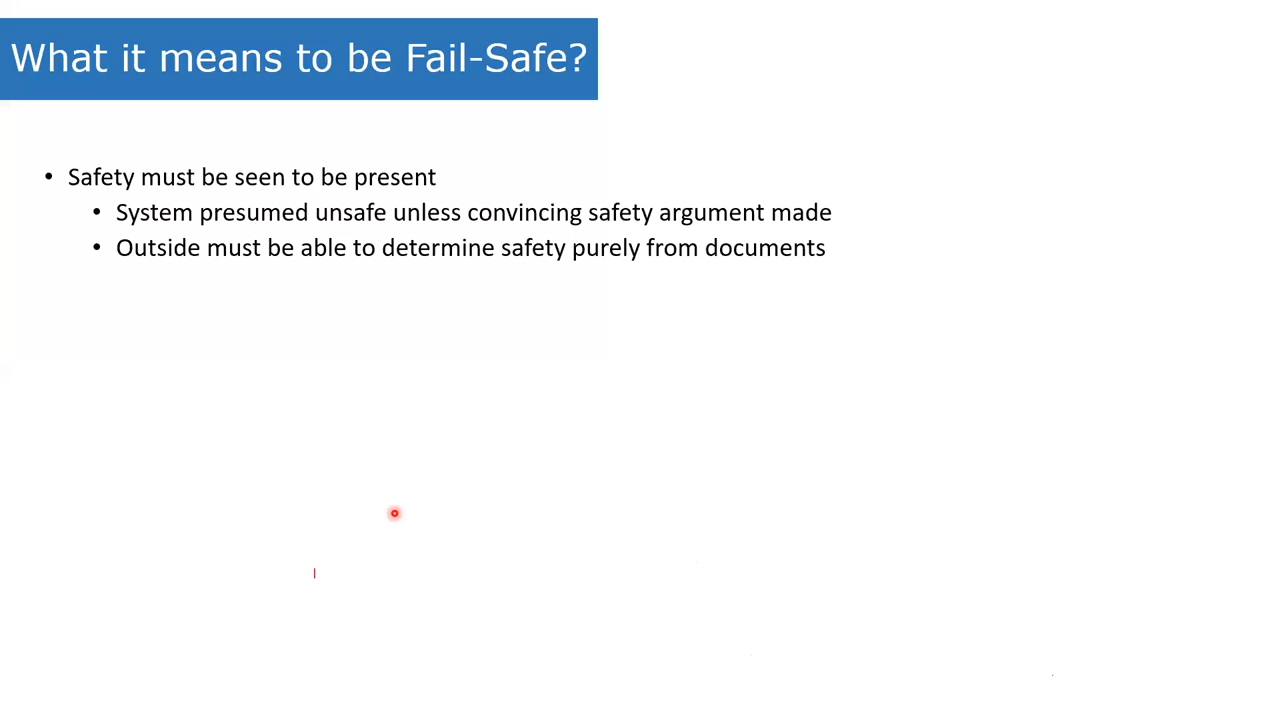 What it means to be Fail-Safe?
• Safety must be seen to be present
• System presumed unsafe unless convincing safety argument made
• Outside must be able to determine safety purely from documents